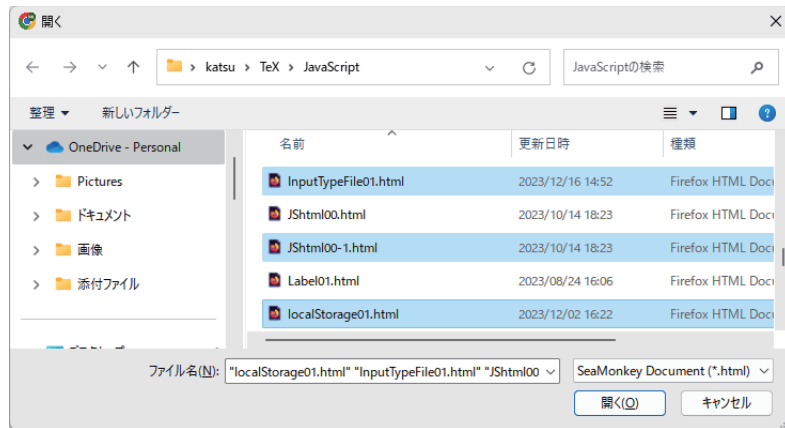 開く
katsu > TeX > JavaScript
JavaScriptの検索
整理 新しいフォルダー
OneDrive - Personal
Pictures
ドキュメント
画像
添付ファイル
名前 更新日時 種類
InputTypeFile01.html 2023/12/16 14:52 Firefox HTML Doc
JShtml00.html 2023/10/14 18:23 Firefox HTML Doc
JShtml00-1.html 2023/10/14 18:23 Firefox HTML Doc
Label01.html 2023/08/24 16:06 Firefox HTML Doc
localStorage01.html 2023/12/02 16:22 Firefox HTML Doc
ファイル名(N): "localStorage01.html" "InputTypeFile01.html" "JShtml00 SeaMonkey Document (*.html)
開く(O) キャンセル